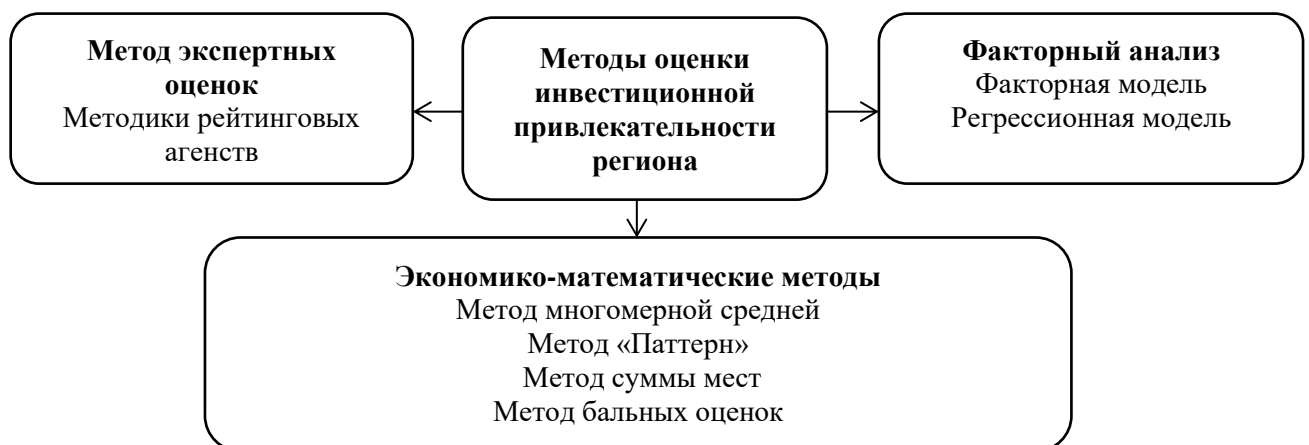 Метод экспертных
оценок
Методики рейтинговых
агенств
Методы оценки
инвестиционной
привлекательности
региона
Факторный анализ
Факторная модель
Регрессионная модель
Экономико-математические методы
Метод многомерной средней
Метод «Паттерн»
Метод суммы мест
Метод бальных оценок